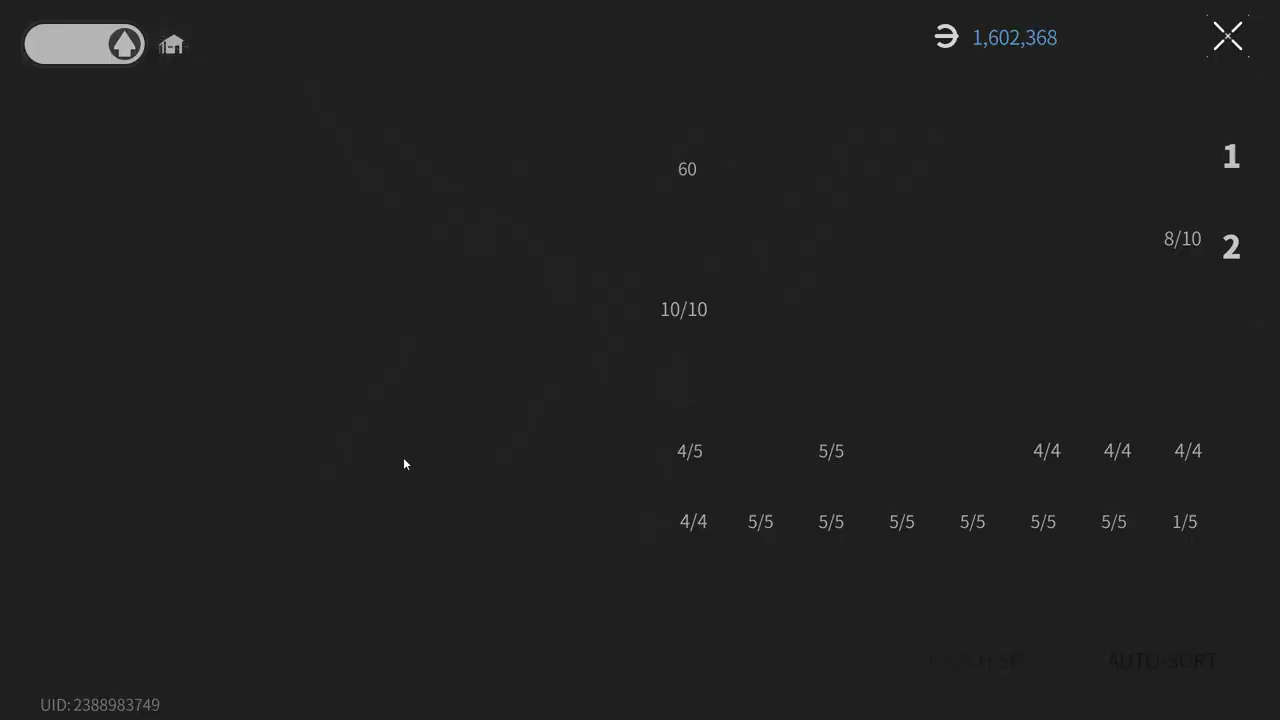 1,602,368
1
60
8/10
2
10/10
4/5 5/5 4/4 4/4 4/4
4/4 5/5 5/5 5/5 5/5 5/5 5/5 1/5
AUTO-SORT
UID: 2388983749